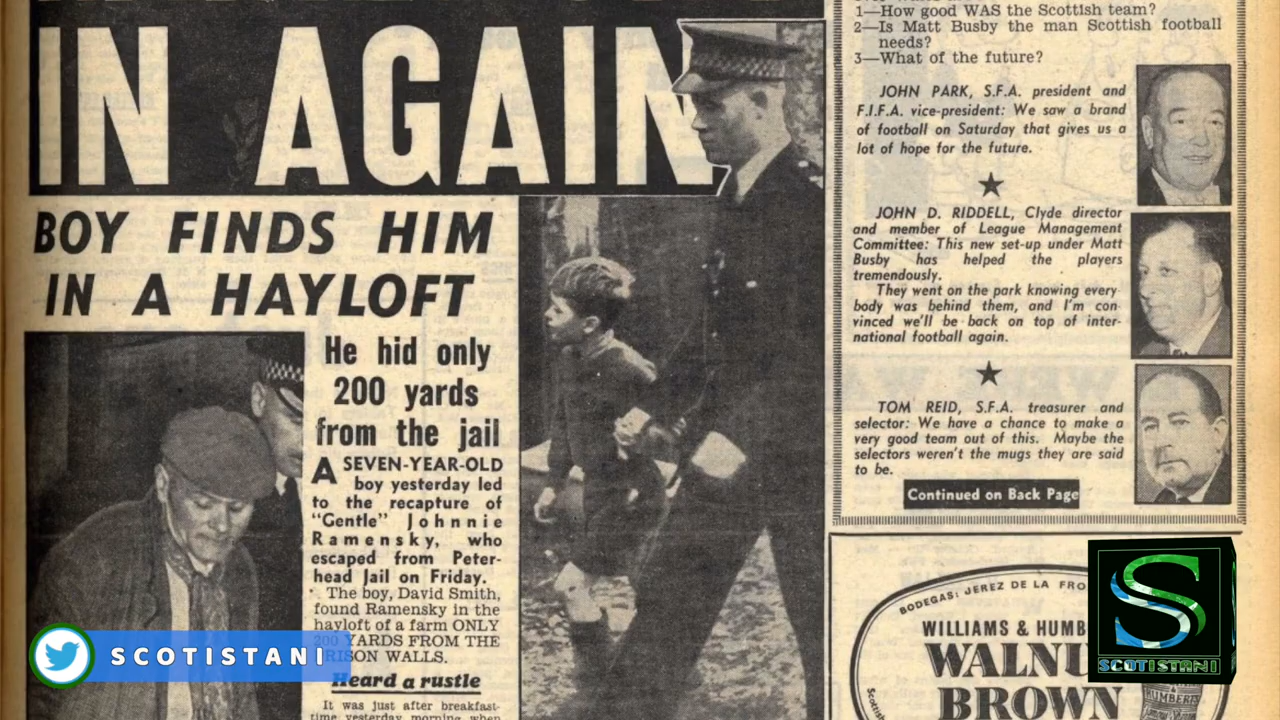 IN AGAIN
BOY FINDS HIM
IN A HAYLOFT
He hid only
200 yards
from the jail
A SEVEN-YEAR-OLD
boy yesterday led
to the recapture of
"Gentle" Johnnie
Ramensky, who
escaped from Peter-
head Jail on Friday.
The boy, David Smith,
found Ramensky in the
hayloft of a farm ONLY
200 YARDS FROM THE
RISON WALLS.
Heard a rustle
It was just after breakfast-
time yesterday morning when
1—How good WAS the Scottish team?
2—Is Matt Busby the man Scottish football
needs?
3—What of the future?
JOHN PARK, S.F.A. president and
F.I.F.A. vice-president: We saw a brand
of football on Saturday that gives us a
lot of hope for the future.
JOHN D. RIDDELL, Clyde director
and member of League Management
Committee: This new set-up under Matt
Busby has helped the players
tremendously.
They went on the park knowing every-
body was behind them, and I'm con-
vinced we'll be back on top of inter-
national football again.
TOM REID, S.F.A. treasurer and
selector: We have a chance to make a
very good team out of this. Maybe the
selectors weren't the mugs they are said
to be.
Continued on Back Page
BODEGAS: JEREZ DE LA FRO
WILLIAMS & HUMB
WALNU
BROWN
SCOTISTANI
S
SCOTISTANI